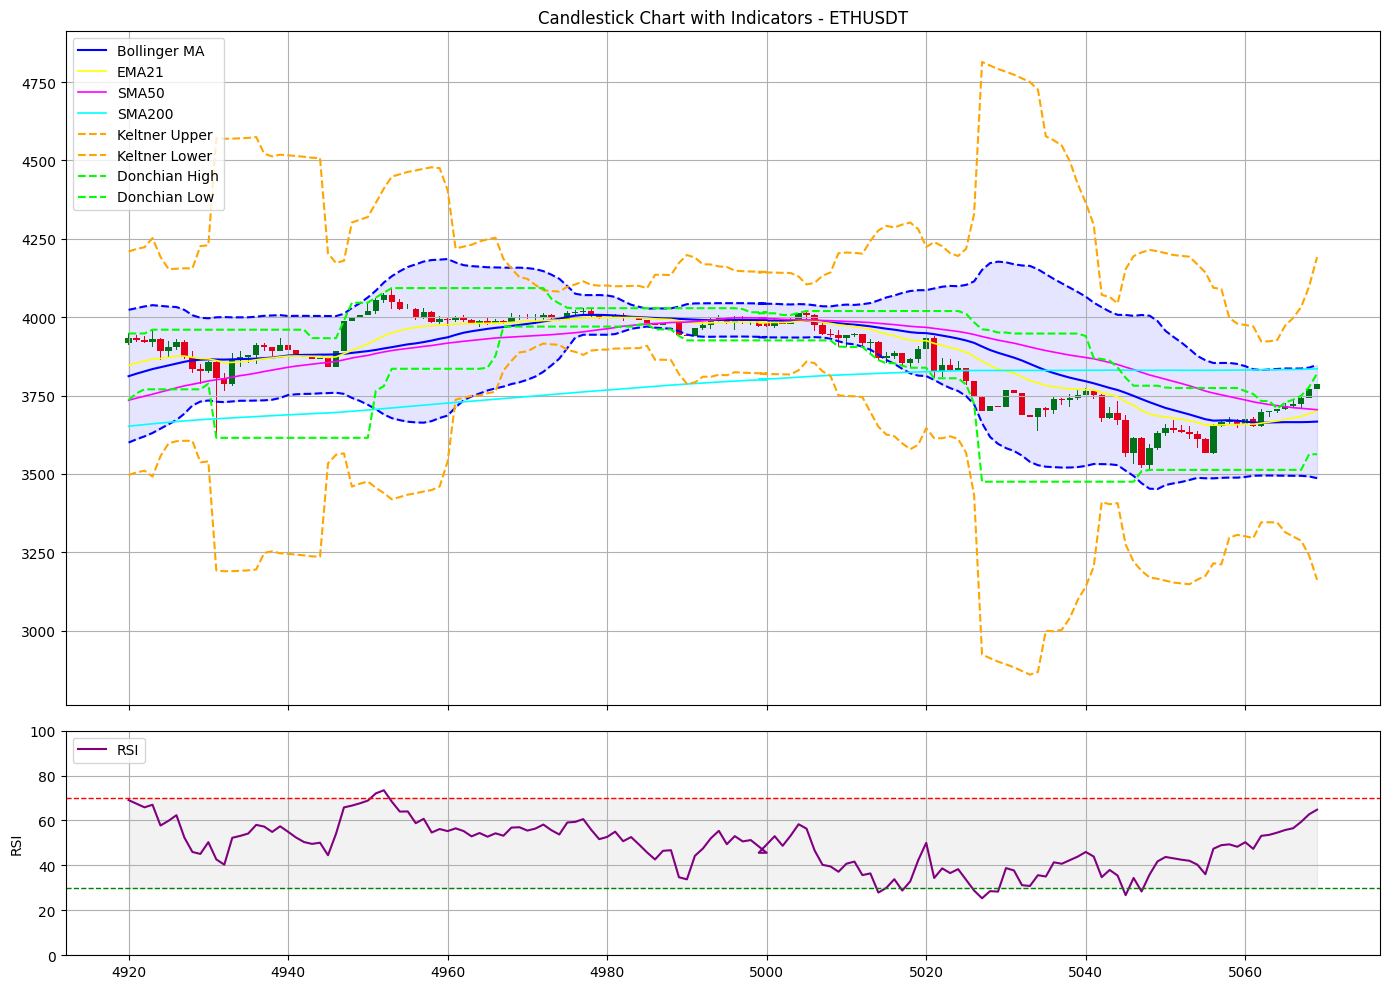 Candlestick Chart with Indicators - ETHUSDT
Bollinger MA
EMA21
SMA50
SMA200
Keltner Upper
Keltner Lower
Donchian High
Donchian Low
4750
4500
4250
4000
3750
3500
3250
3000
RSI
100
80
60
40
20
0
RSI
4920
4940
4960
4980
5000
5020
5040
5060